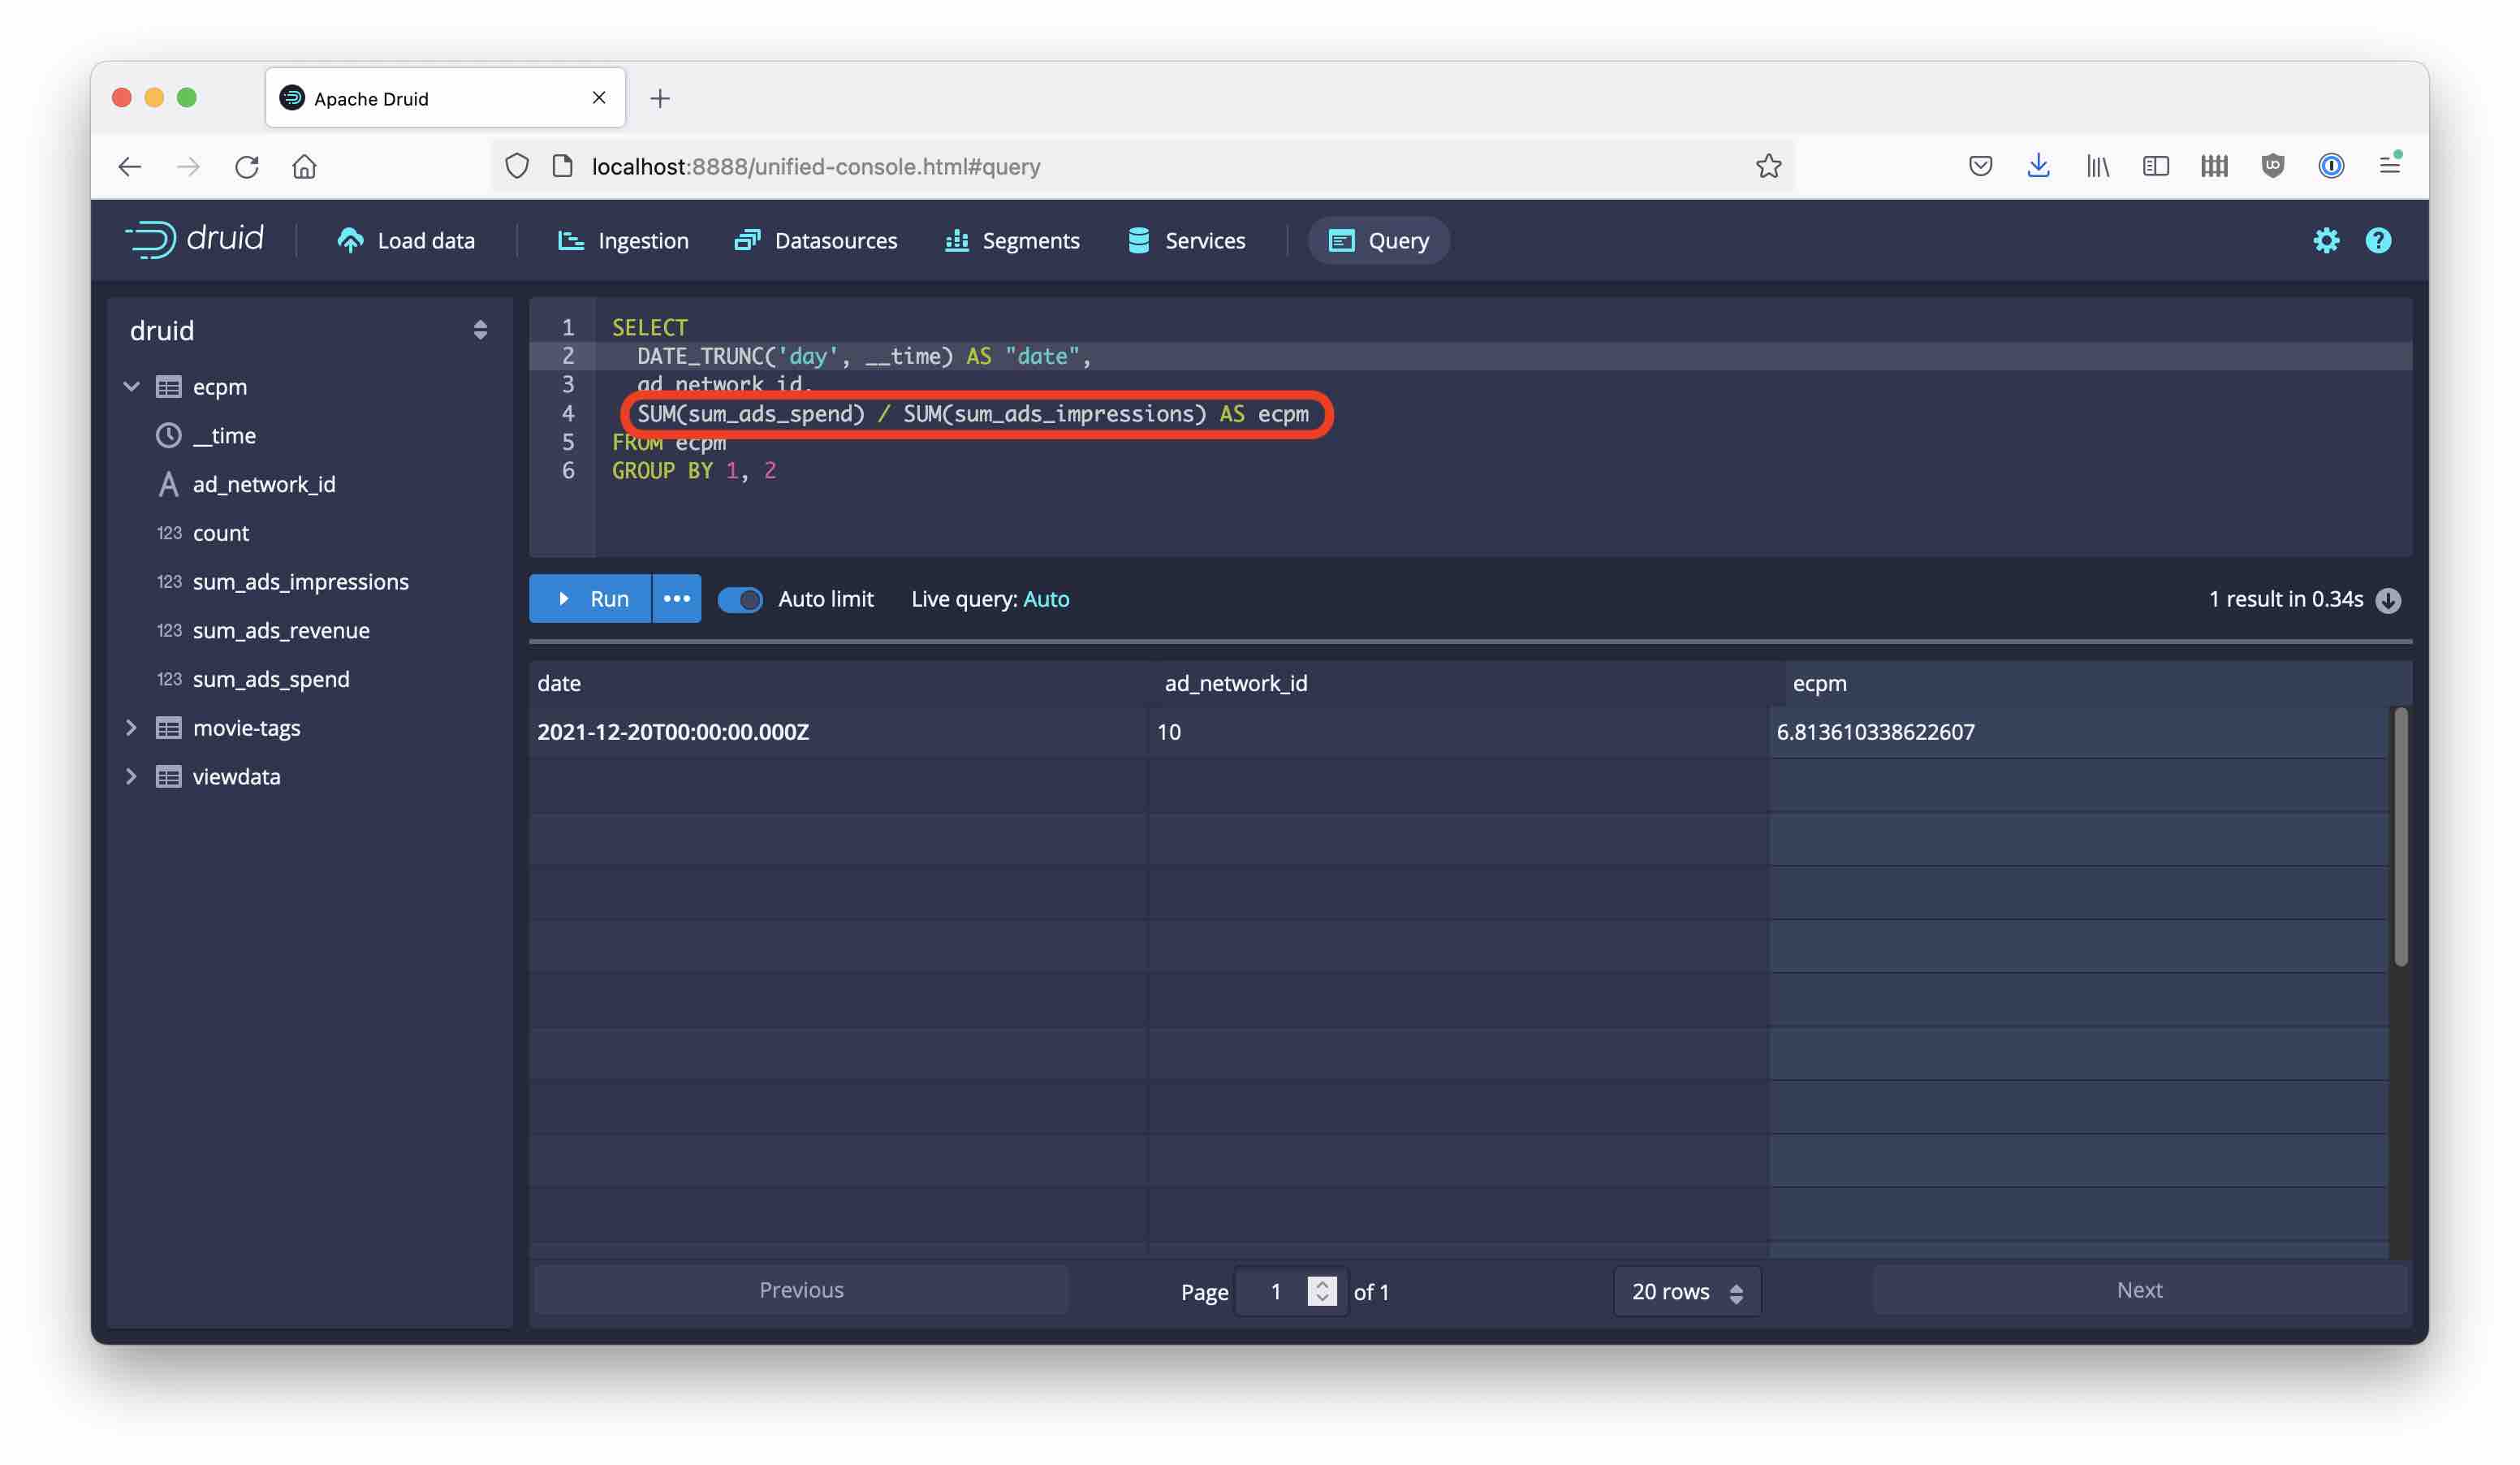 Apache Druid
localhost:8888/unified-console.html#query
druid
Load data
Ingestion
Datasources
Segments
Services
Query
druid
ecpm
__time
ad_network_id
123 count
123 sum_ads_impressions
123 sum_ads_revenue
123 sum_ads_spend
movie-tags
viewdata
1 SELECT
2 DATE_TRUNC('day', __time) AS "date",
3 ad_network_id,
4 SUM(sum_ads_spend) / SUM(sum_ads_impressions) AS ecpm
5 FROM ecpm
6 GROUP BY 1, 2
Run
Auto limit
Live query: Auto
1 result in 0.34s
date ad_network_id ecpm
2021-12-20T00:00:00.000Z 10 6.813610338622607
Previous
Page 1 of 1
20 rows
Next